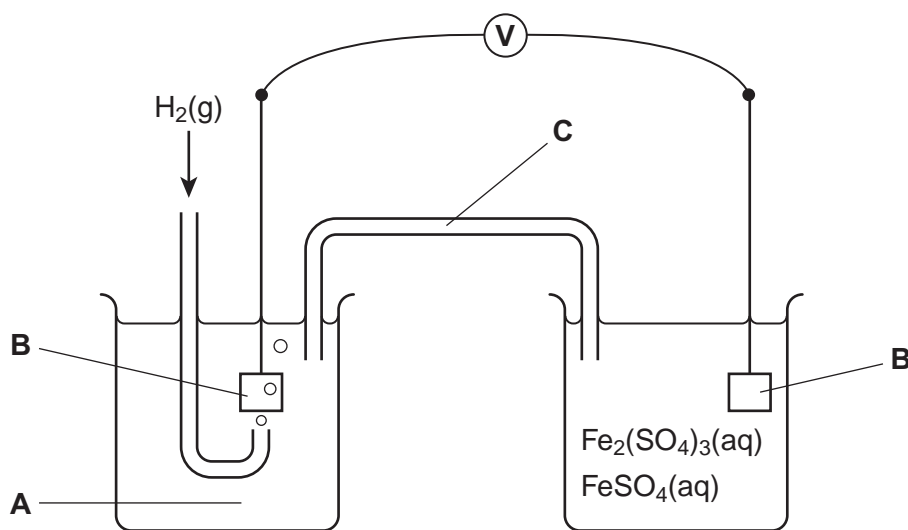 V
H₂(g)
C
B
B
Fe₂(SO₄)₃(aq)
FeSO₄(aq)
A